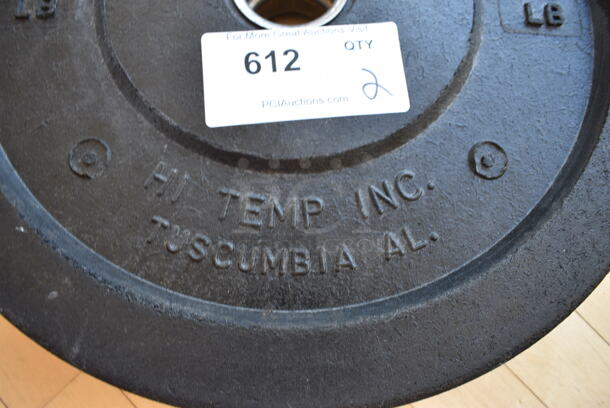 LB
LB
For More Great Auctions Visit
612 QTY
PCIAuctions.com 2
HI TEMP INC.
TUSCUMBIA AL.